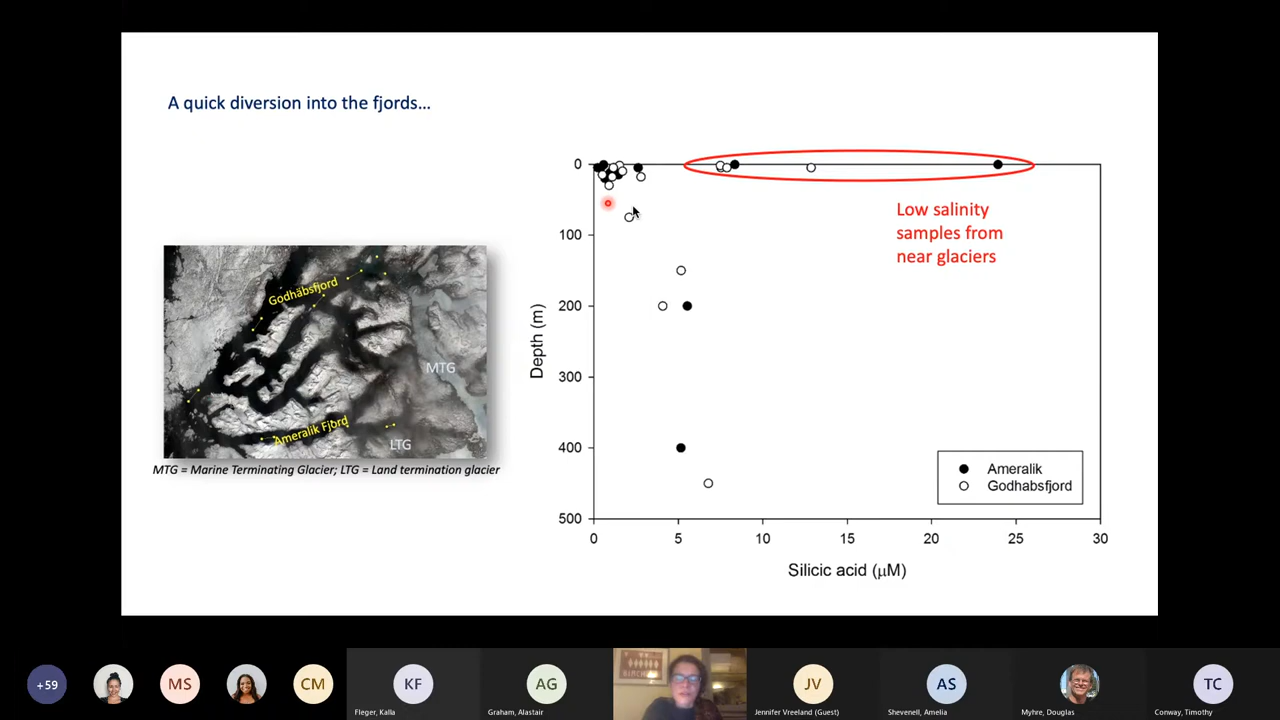 A quick diversion into the fjords…
Godhäbsfjord
MTG
Ameralik Fjord
LTG
MTG = Marine Terminating Glacier; LTG = Land termination glacier
0
100
200
300
400
500
Depth (m)
0 5 10 15 20 25 30
Silicic acid (µM)
Low salinity
samples from
near glaciers
Ameralik
Godhabsfjord
+59
MS
CM
KF
Fleger, Kalla
AG
Graham, Alastair
JV
Jennifer Vreeland (Guest)
AS
Shevenell, Amelia
Myhre, Douglas
TC
Conway, Timothy